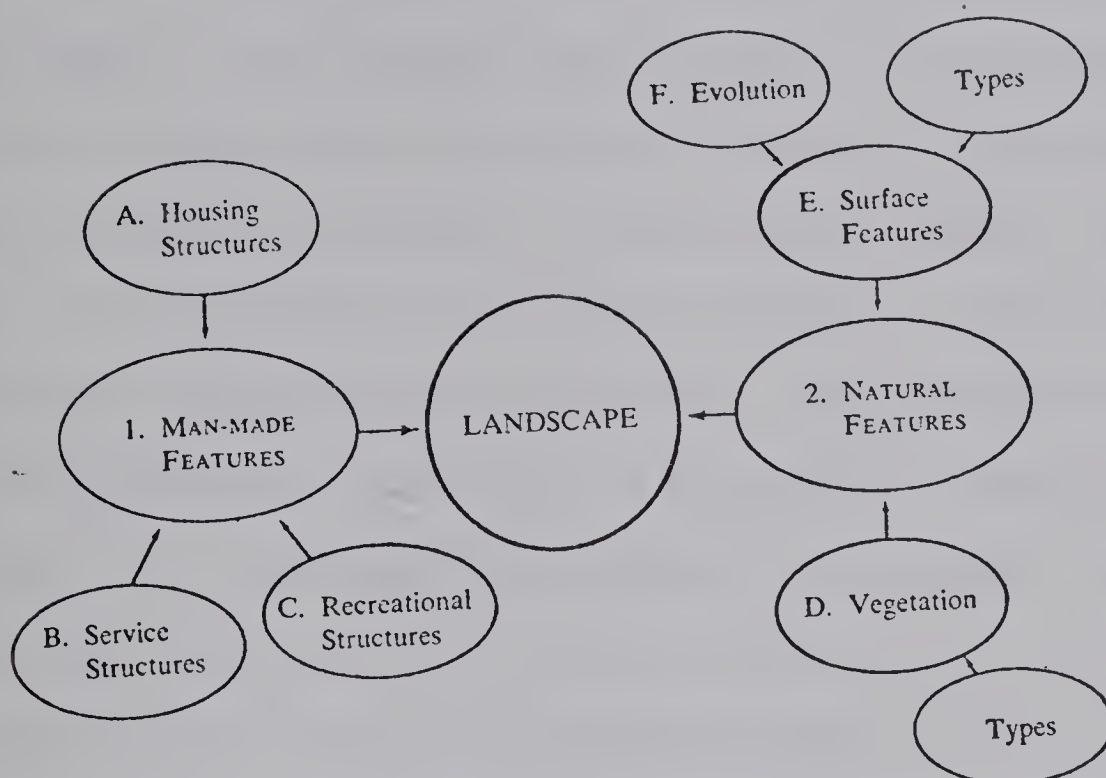 F. Evolution
Types
A. Housing
Structures
E. Surface
Features
1. MAN-MADE
FEATURES
LANDSCAPE
2. NATURAL
FEATURES
B. Service
Structures
C. Recreational
Structures
D. Vegetation
Types